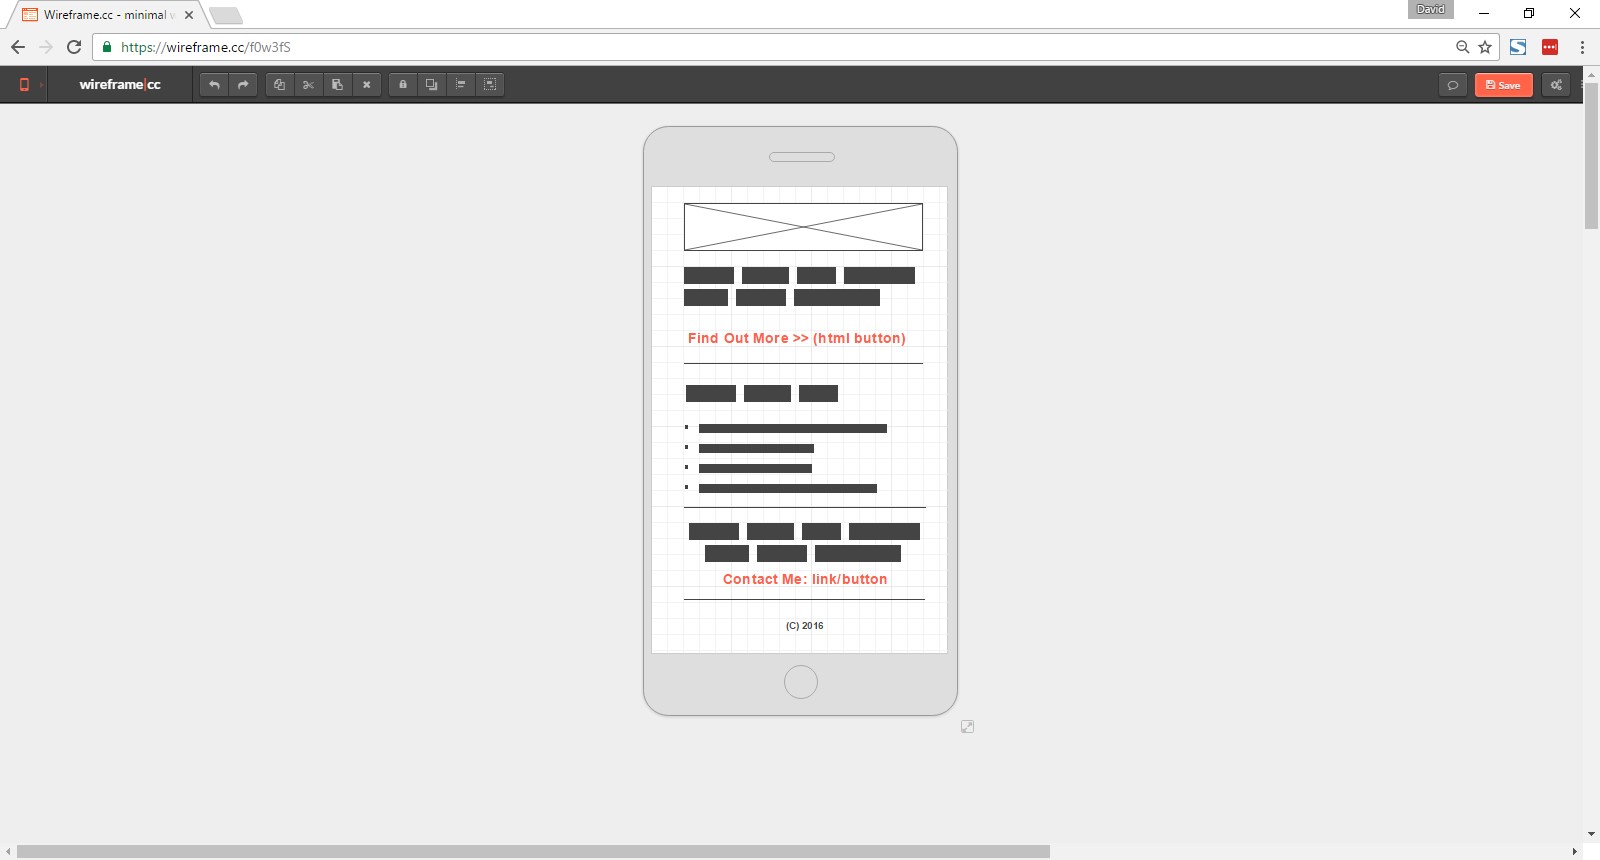 Wireframe.cc - minimal
David
https://wireframe.cc/f0w3fS
wireframe|cc
Save
Find Out More >> (html button)
Contact Me: link/button
(C) 2016